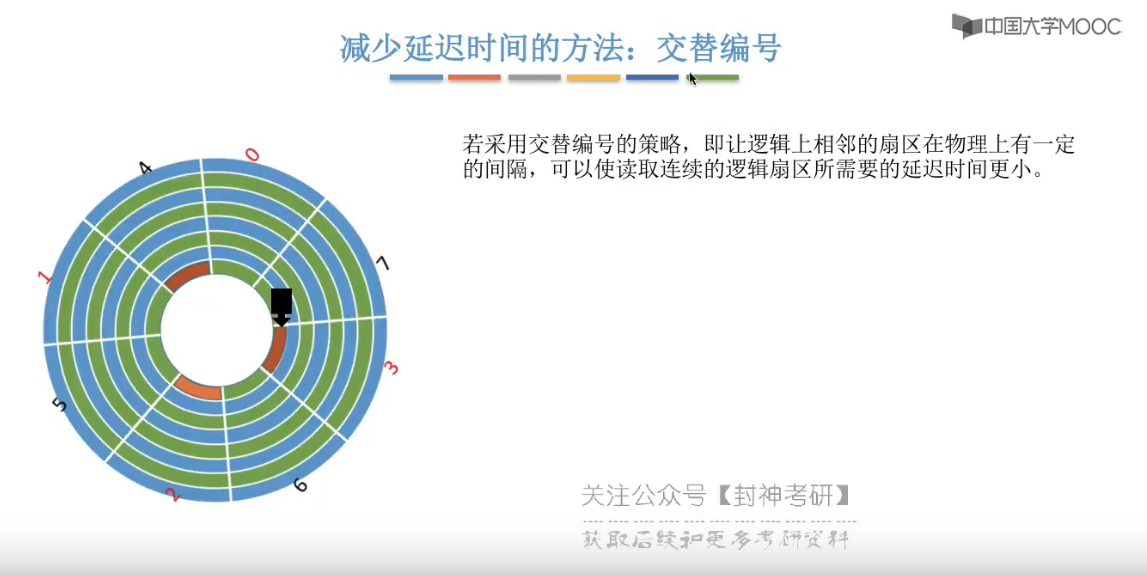 中国大学MOOC
减少延迟时间的方法：交替编号
若采用交替编号的策略，即让逻辑上相邻的扇区在物理上有一定
的间隔，可以使读取连续的逻辑扇区所需要的延迟时间更小。
0
4
7
1
3
5
2
6
关注公众号【封神考研】
获取后续和更多考研资料